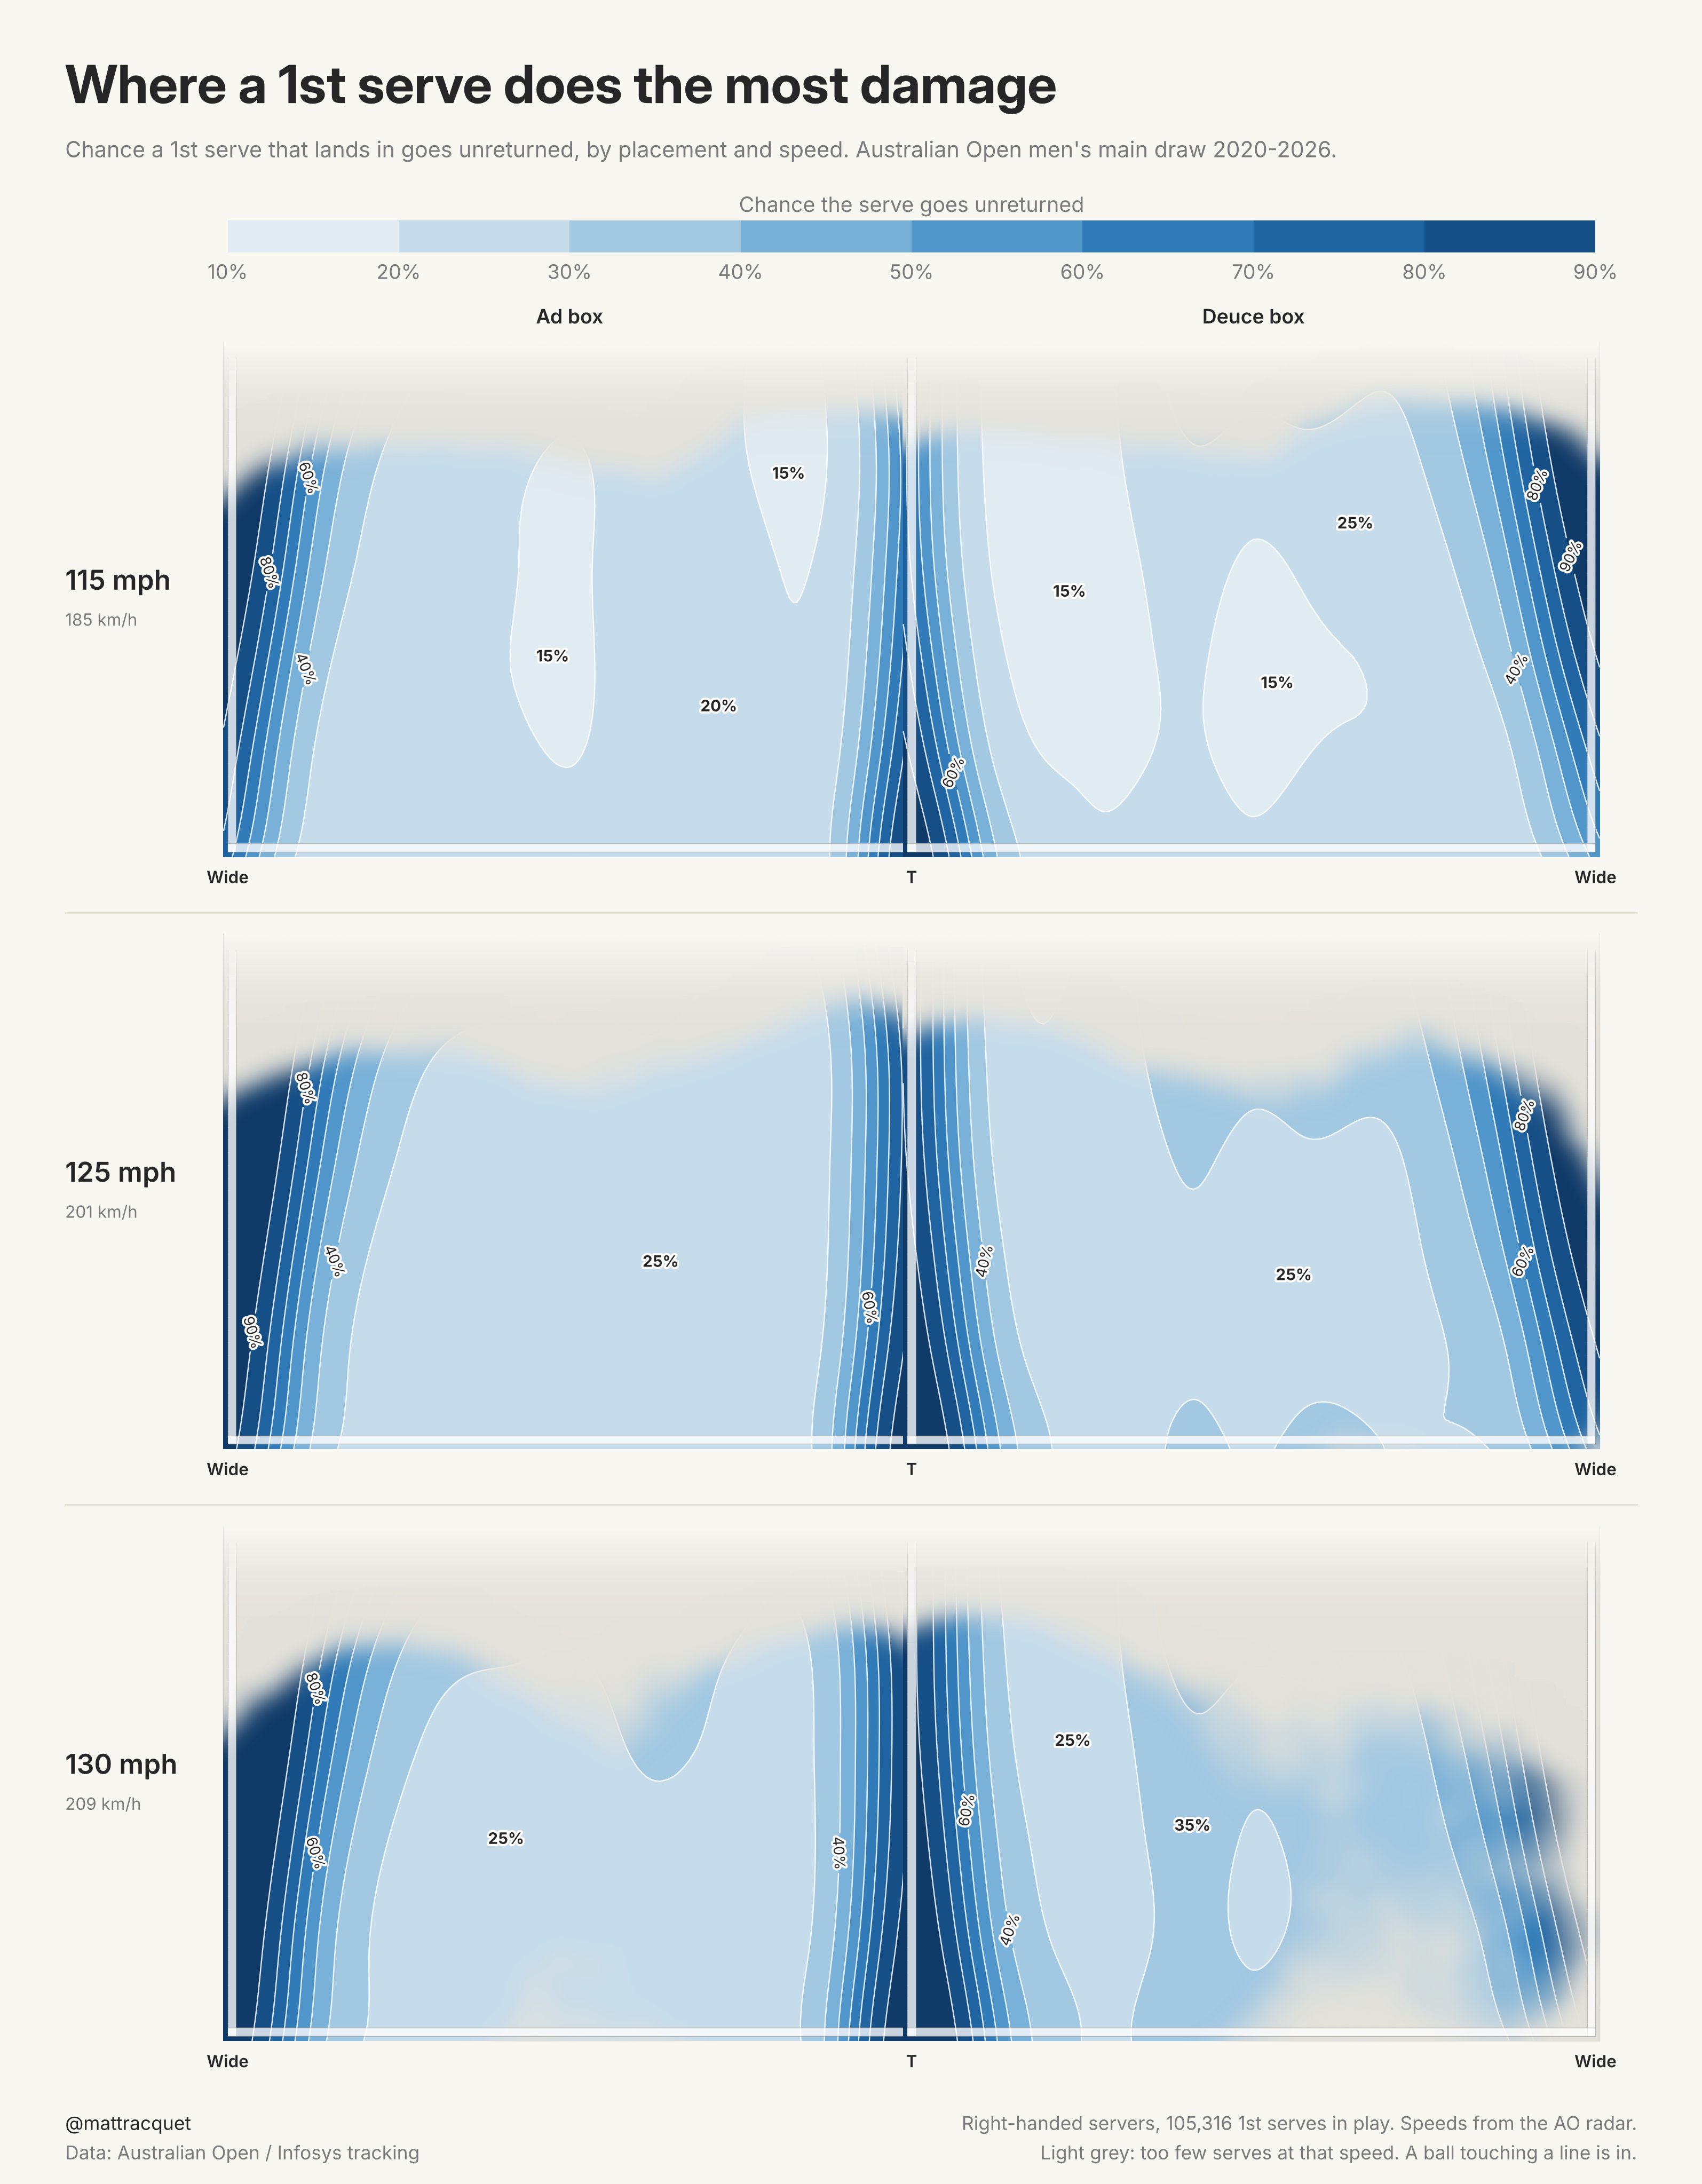 Where a 1st serve does the most damage
Chance a 1st serve that lands in goes unreturned, by placement and speed. Australian Open men's main draw 2020-2026.
Chance the serve goes unreturned
10% 20% 30% 40% 50% 60% 70% 80% 90%
Ad box Deuce box
60%
15%
80%
25%
90%
80%
115 mph
15%
185 km/h
15%
40%
40%
15%
20%
60%
Wide T Wide
80%
80%
125 mph
201 km/h
40%
25%
40%
60%
25%
60%
90%
Wide T Wide
80%
25%
130 mph
209 km/h
60%
35%
60%
25%
40%
40%
Wide T Wide
@mattracquet
Data: Australian Open / Infosys tracking
Right-handed servers, 105,316 1st serves in play. Speeds from the AO radar.
Light grey: too few serves at that speed. A ball touching a line is in.